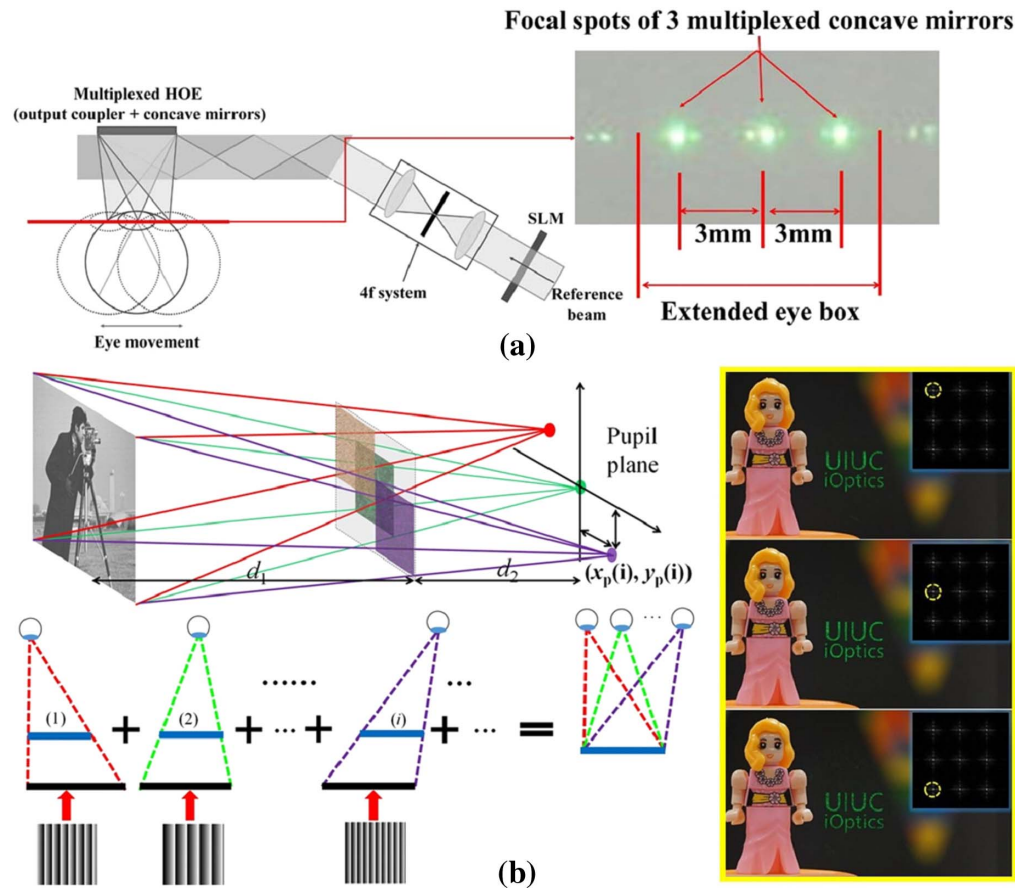 Focal spots of 3 multiplexed concave mirrors
Multiplexed HOE
(output coupler + concave mirrors)
SLM
3mm
3mm
4f system
Reference
beam
Extended eye box
Eye movement
(a)
Pupil
plane
d1
d2
(xp(i), yp(i))
UIUC
iOptics
UIUC
iOptics
UIUC
iOptics
......
...
...
(1)
+
(2)
+
...
+
(i)
+
...
=
(b)